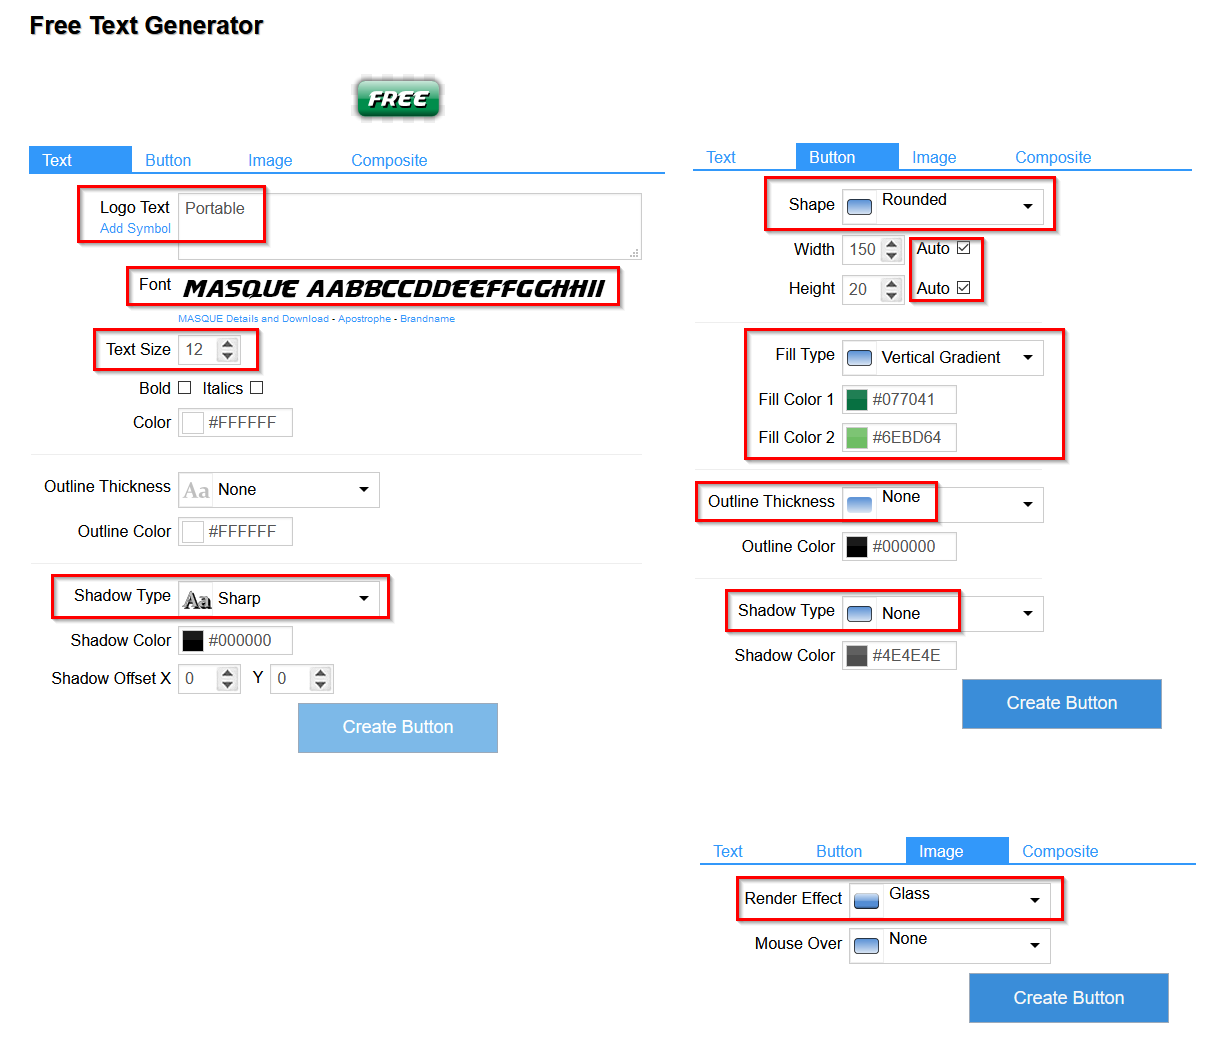 Free Text Generator
FREE
Text Button Image Composite
Logo Text Portable
Add Symbol
Font MASQUE AABBCCDDEEFFGGHHII
MASQUE Details and Download - Apostrophe - Brandname
Text Size 12
Bold Italics
Color #FFFFFF
Outline Thickness Aa None
Outline Color #FFFFFF
Shadow Type Aa Sharp
Shadow Color #000000
Shadow Offset X 0 Y 0
Create Button
Text Button Image Composite
Shape Rounded
Width 150 Auto
Height 20 Auto
Fill Type Vertical Gradient
Fill Color 1 #077041
Fill Color 2 #6EBD64
Outline Thickness None
Outline Color #000000
Shadow Type None
Shadow Color #4E4E4E
Create Button
Text Button Image Composite
Render Effect Glass
Mouse Over None
Create Button